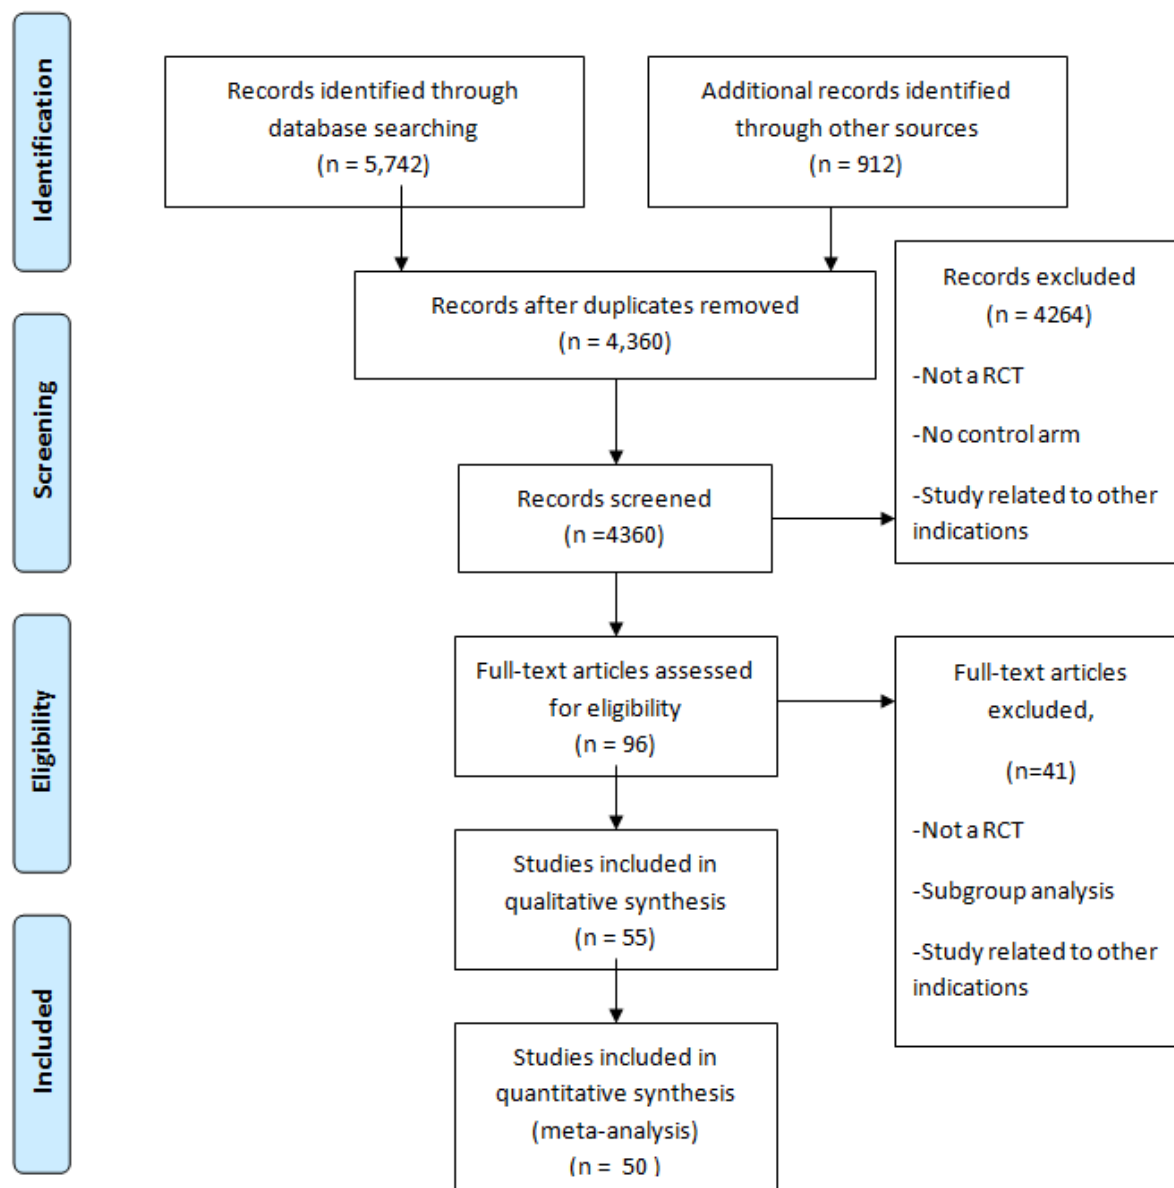 Identification
Records identified through
database searching
(n = 5,742)
Additional records identified
through other sources
(n = 912)
Records after duplicates removed
(n = 4,360)
Records excluded
(n = 4264)
-Not a RCT
-No control arm
-Study related to other
indications
Screening
Records screened
(n =4360)
Eligibility
Full-text articles assessed
for eligibility
(n = 96)
Full-text articles
excluded,
(n=41)
-Not a RCT
-Subgroup analysis
-Study related to other
indications
Studies included in
qualitative synthesis
(n = 55)
Included
Studies included in
quantitative synthesis
(meta-analysis)
(n = 50 )